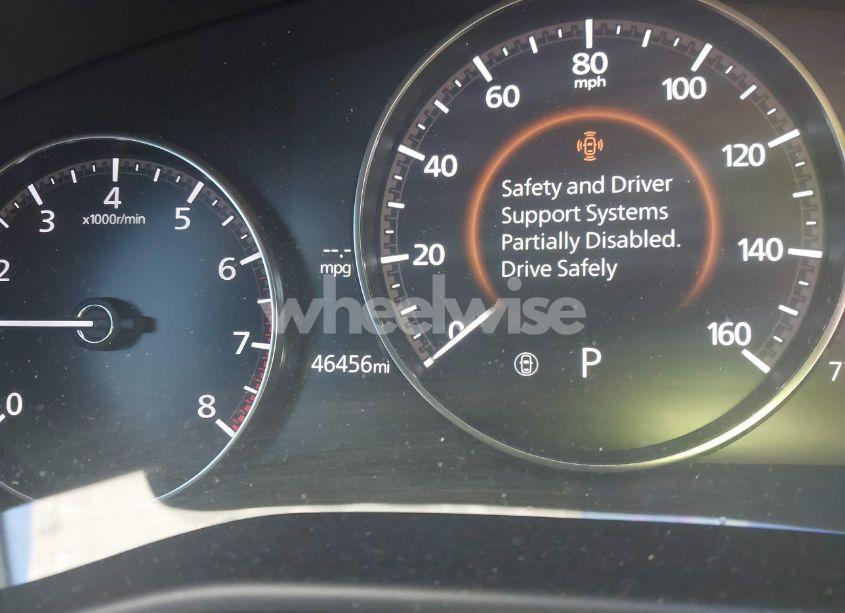 80
mph
60
100
40
120
20
140
0
160
Safety and Driver
Support Systems
Partially Disabled.
Drive Safely
P
4
x1000r/min
3
5
2
6
7
8
0
-.-
mpg
46456mi
wheelwise